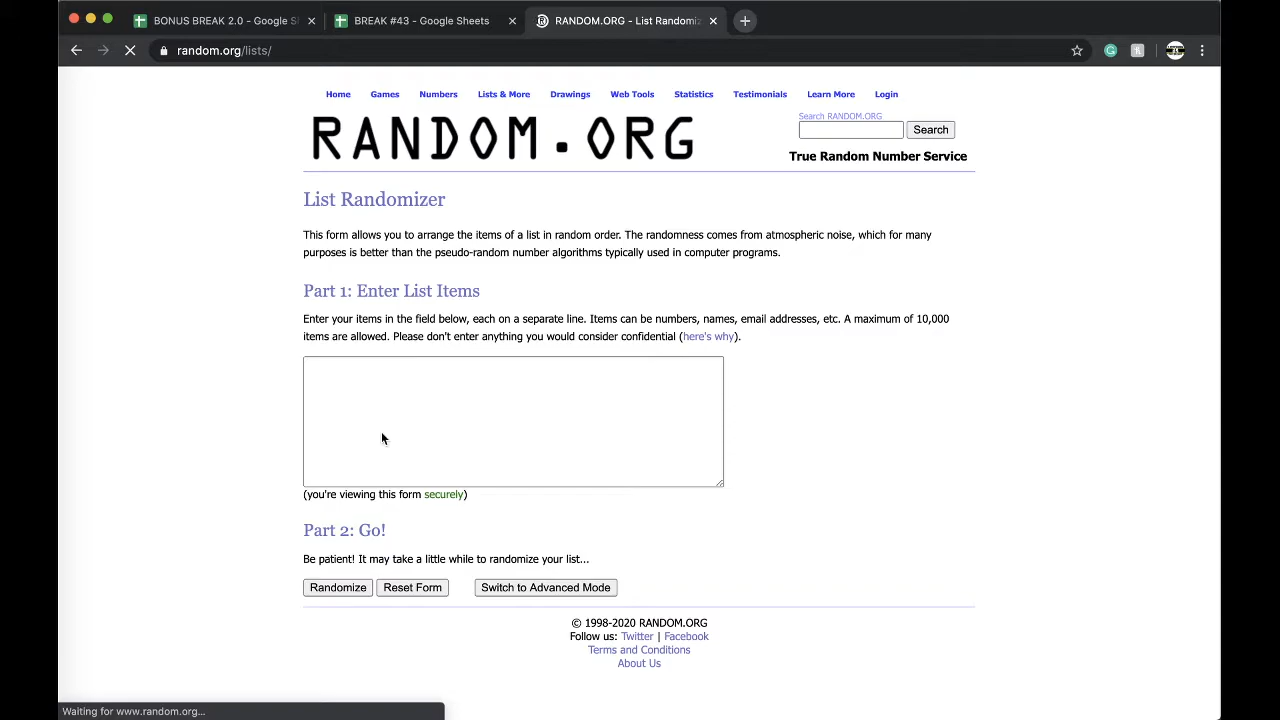 BONUS BREAK 2.0 - Google S
BREAK #43 - Google Sheets
RANDOM.ORG - List Randomiz
random.org/lists/
Home Games Numbers Lists & More Drawings Web Tools Statistics Testimonials Learn More Login
RANDOM.ORG
Search RANDOM.ORG
Search
True Random Number Service
List Randomizer
This form allows you to arrange the items of a list in random order. The randomness comes from atmospheric noise, which for many
purposes is better than the pseudo-random number algorithms typically used in computer programs.
Part 1: Enter List Items
Enter your items in the field below, each on a separate line. Items can be numbers, names, email addresses, etc. A maximum of 10,000
items are allowed. Please don't enter anything you would consider confidential (here's why).
(you're viewing this form securely)
Part 2: Go!
Be patient! It may take a little while to randomize your list...
Randomize Reset Form Switch to Advanced Mode
© 1998-2020 RANDOM.ORG
Follow us: Twitter | Facebook
Terms and Conditions
About Us
Waiting for www.random.org...